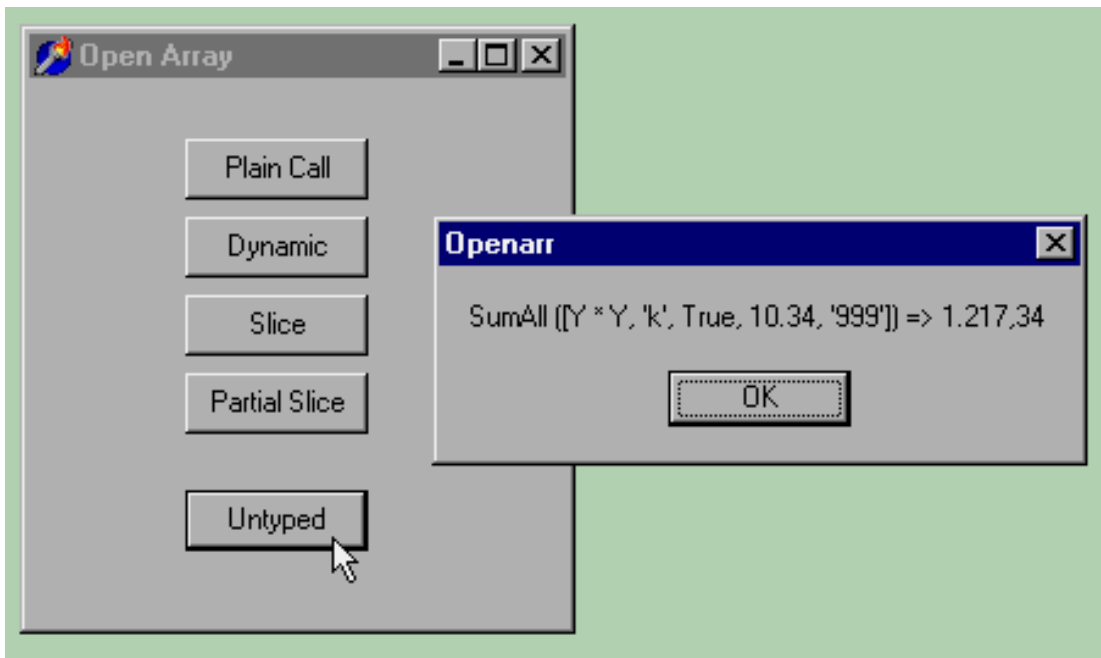 Open Array
Plain Call
Dynamic
Slice
Partial Slice
Untyped
Openarr
SumAll ([Y * Y, 'k', True, 10.34, '999']) => 1.217,34
OK